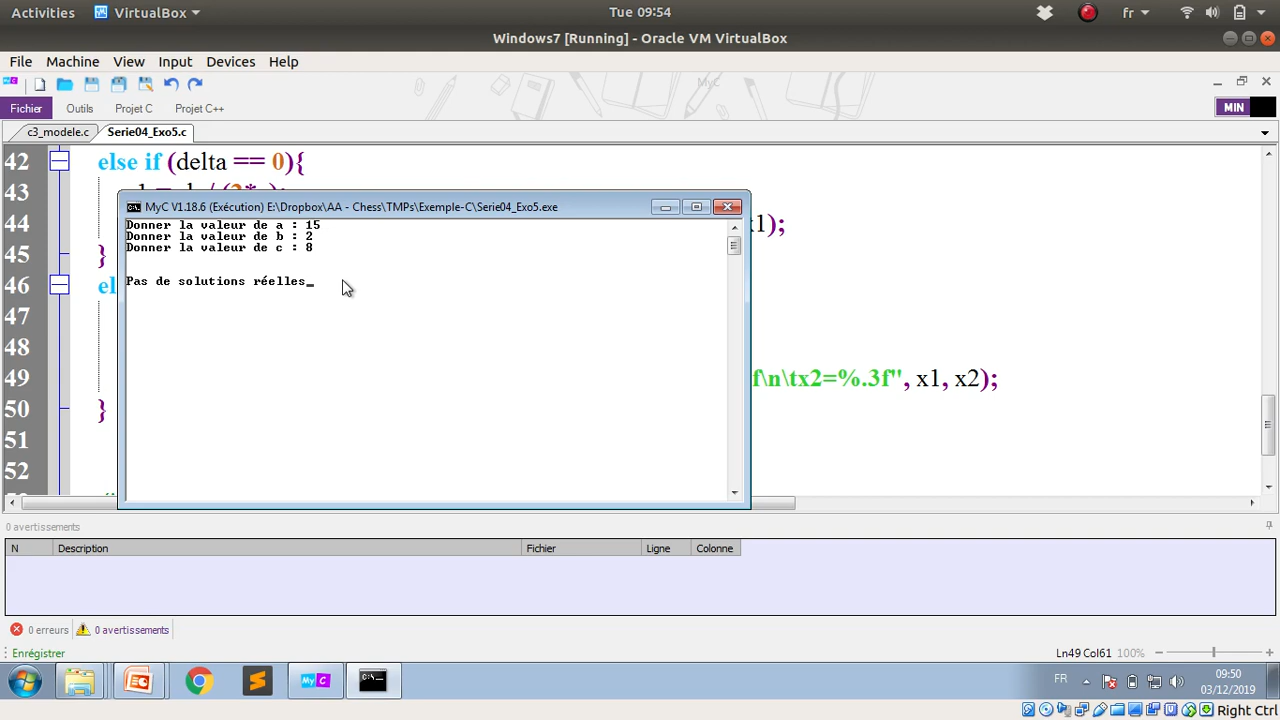 Activities VirtualBox Tue 09:54 fr
Windows7 [Running] - Oracle VM VirtualBox
File Machine View Input Devices Help
MyC
Fichier Outils Projet C Projet C++ MIN
c3_modele.c Serie04_Exo5.c
42 else if (delta == 0){
43
MyC V1.18.6 (Exécution) E:\Dropbox\AA - Chess\TMPs\Exemple-C\Serie04_Exo5.exe
Donner la valeur de a : 15
44 x1);
Donner la valeur de b : 2
Donner la valeur de c : 8
45 }
Pas de solutions réelles_
46 el
47
48
49 f\n\tx2=%.3f", x1, x2);
50 }
51
52
0 avertissements
N Description Fichier Ligne Colonne
0 erreurs 0 avertissements
Enrégistrer Ln49 Col61 100%
MyC C:\.
FR 09:50
03/12/2019
Right Ctrl